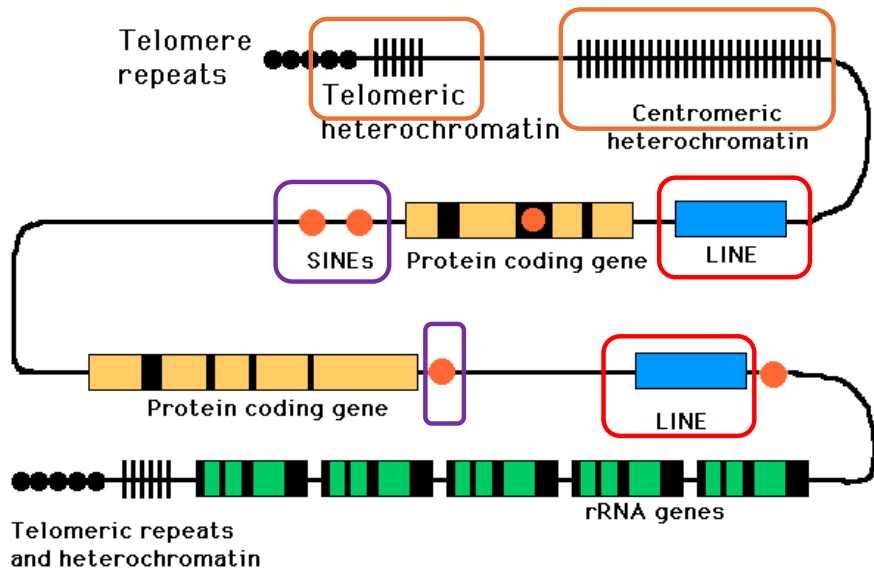 Telomere
repeats
Telomeric
heterochromatin
Centromeric
heterochromatin
SINEs
Protein coding gene
LINE
Protein coding gene
LINE
rRNA genes
Telomeric repeats
and heterochromatin